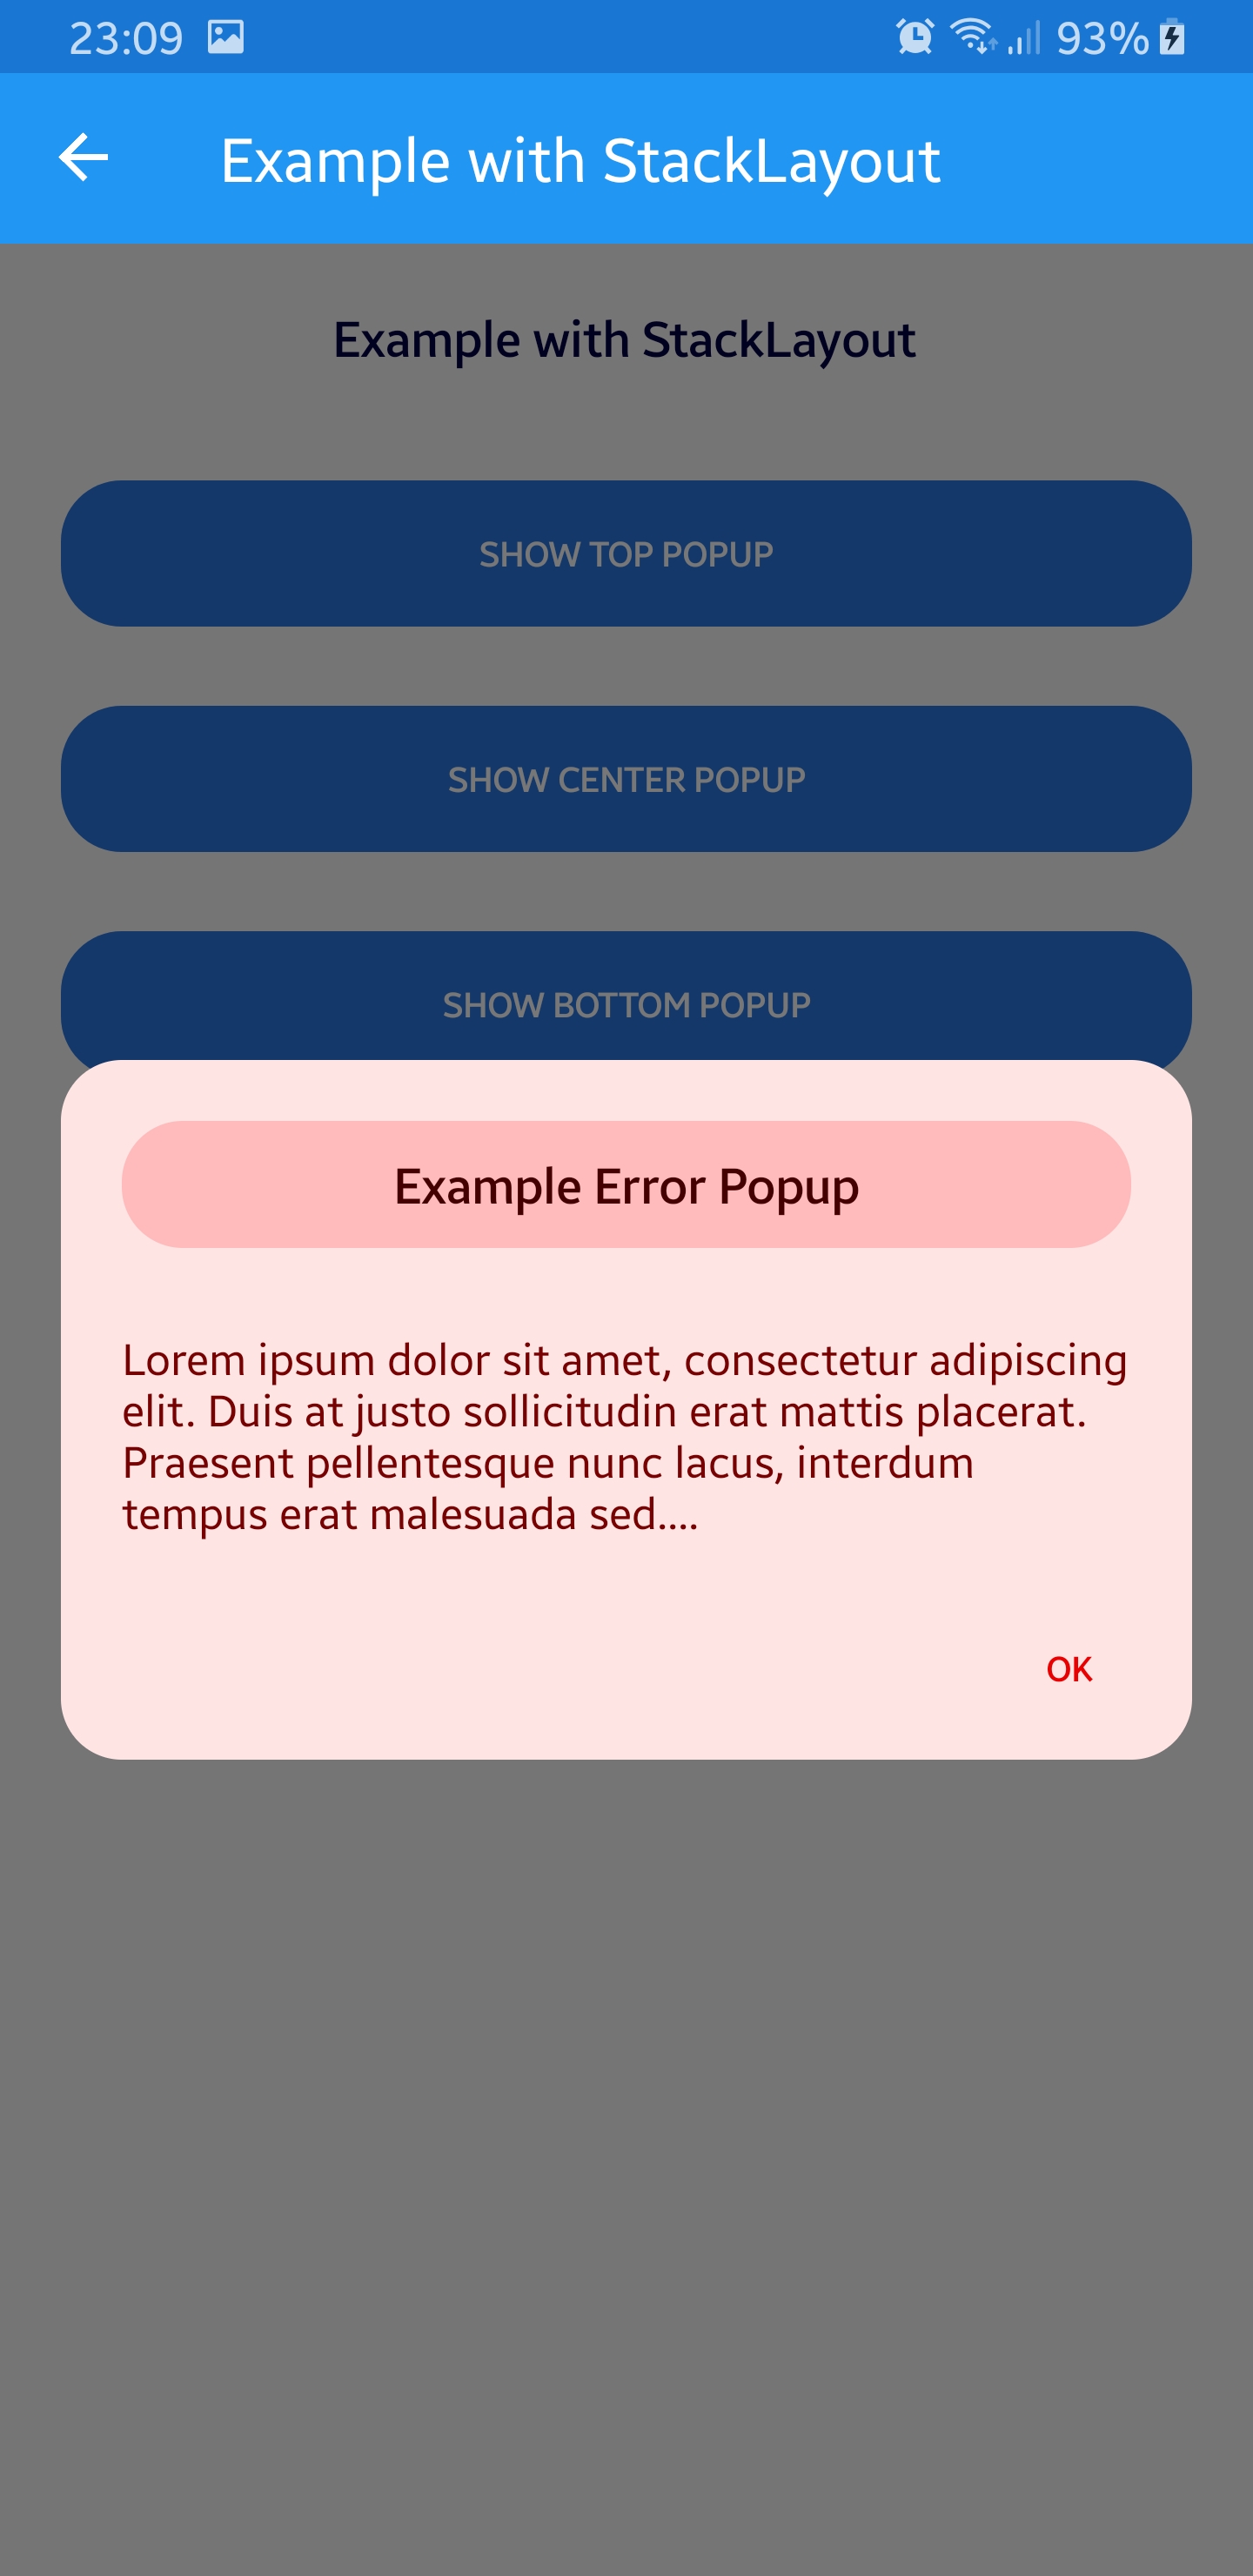 23:09
93%
Example with StackLayout
Example with StackLayout
SHOW TOP POPUP
SHOW CENTER POPUP
SHOW BOTTOM POPUP
Example Error Popup
Lorem ipsum dolor sit amet, consectetur adipiscing
elit. Duis at justo sollicitudin erat mattis placerat.
Praesent pellentesque nunc lacus, interdum
tempus erat malesuada sed....
OK